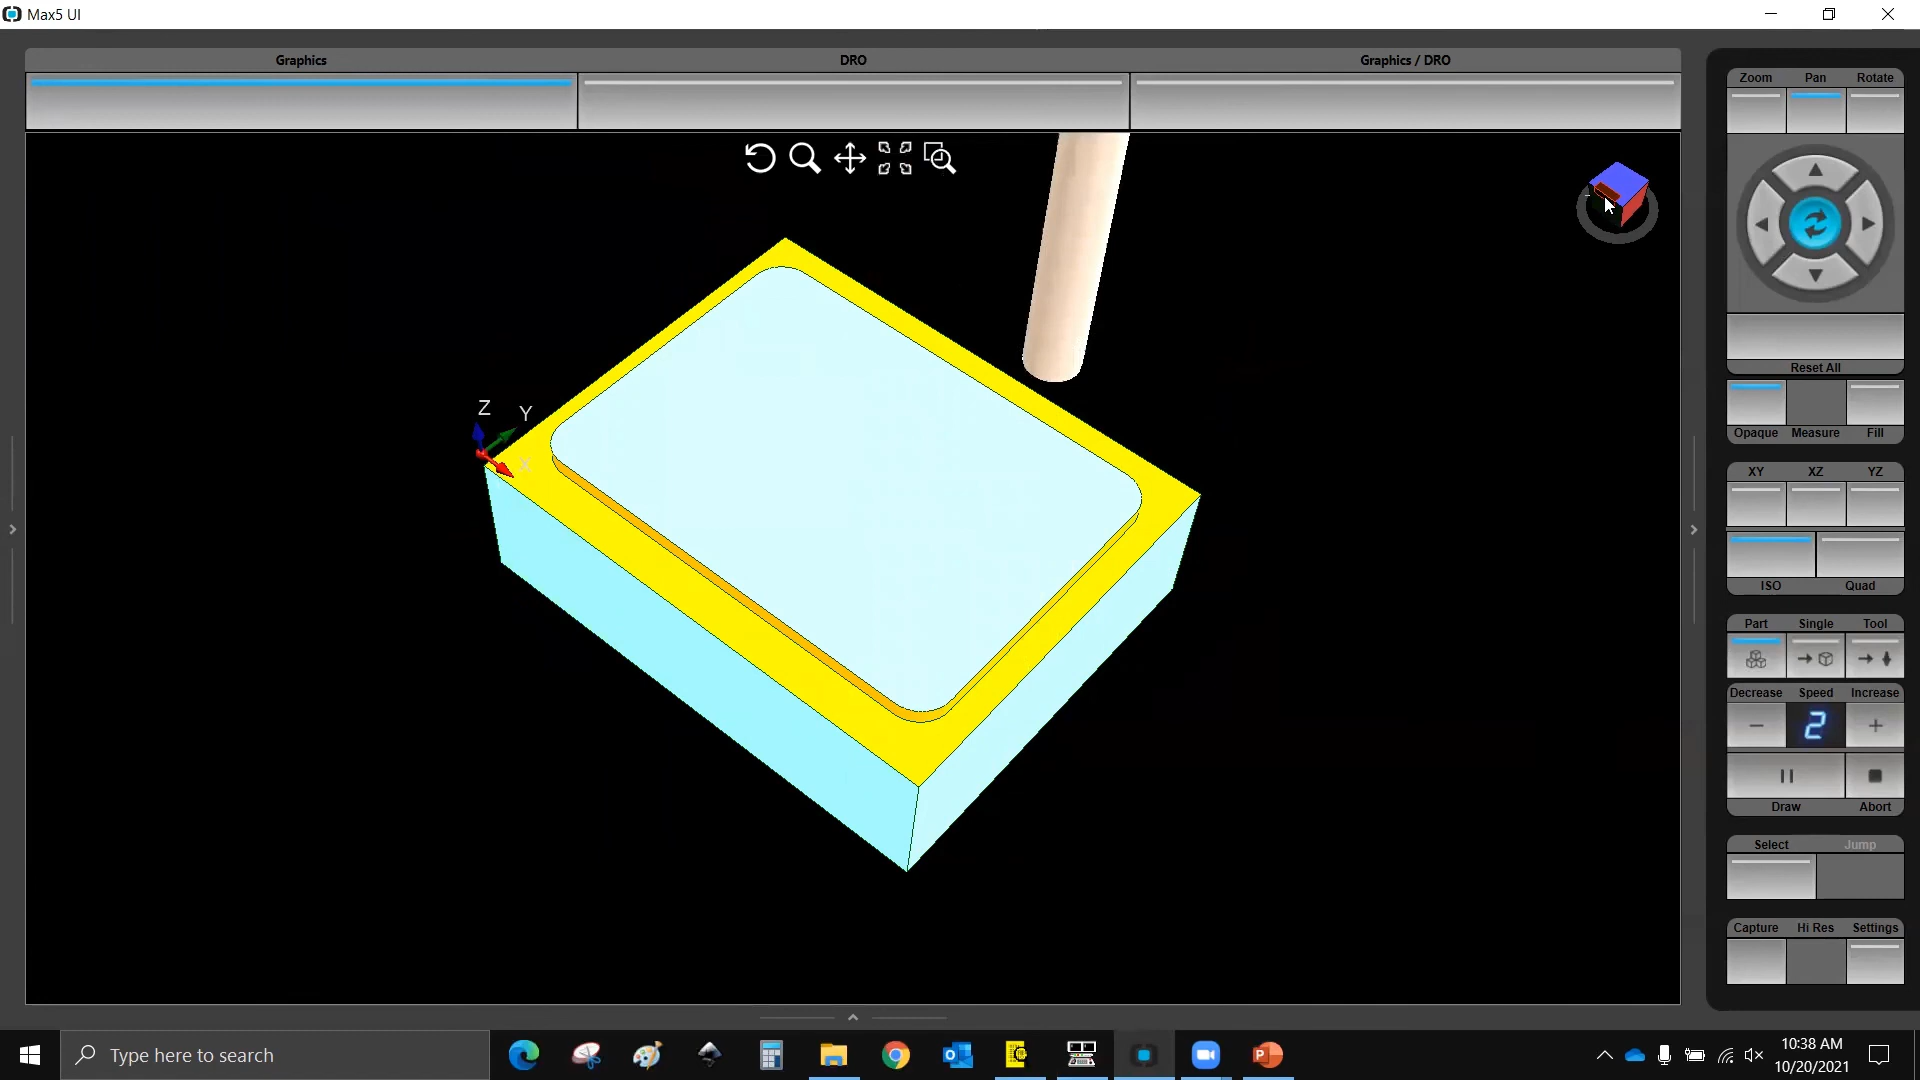 Max5 UI
Graphics
DRO
Graphics / DRO
Zoom Pan Rotate
Reset All
Opaque Measure Fill
XY XZ YZ
ISO Quad
Part Single Tool
Decrease Speed Increase
2
Draw Abort
Select Jump
Capture Hi Res Settings
Z
Y
X
Type here to search
10:38 AM
10/20/2021